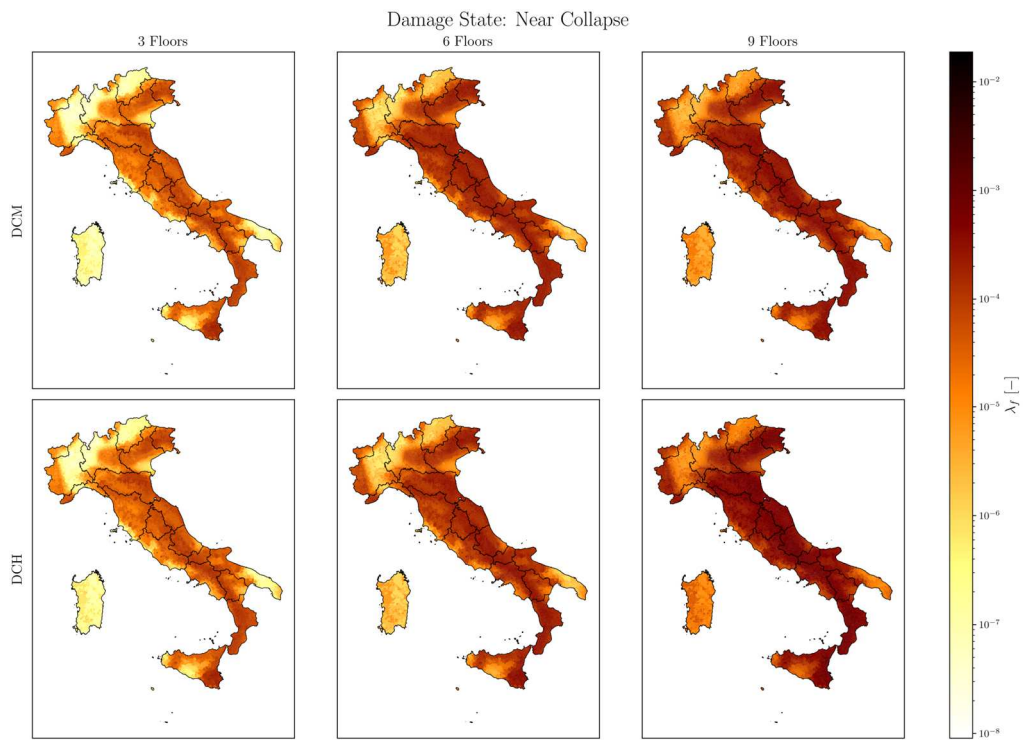 Damage State: Near Collapse
3 Floors
6 Floors
9 Floors
DCM
DCH
10⁻²
10⁻³
10⁻⁴
10⁻⁵
10⁻⁶
10⁻⁷
10⁻⁸
λf [−]